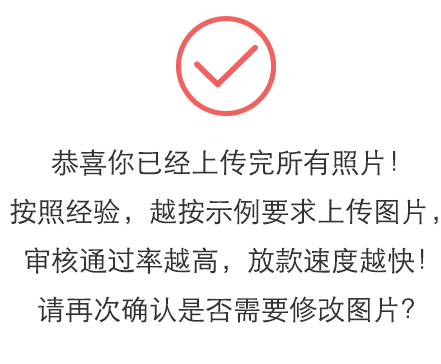 恭喜你已经上传完所有照片！
按照经验，越按示例要求上传图片，
审核通过率越高，放款速度越快！
请再次确认是否需要修改图片？